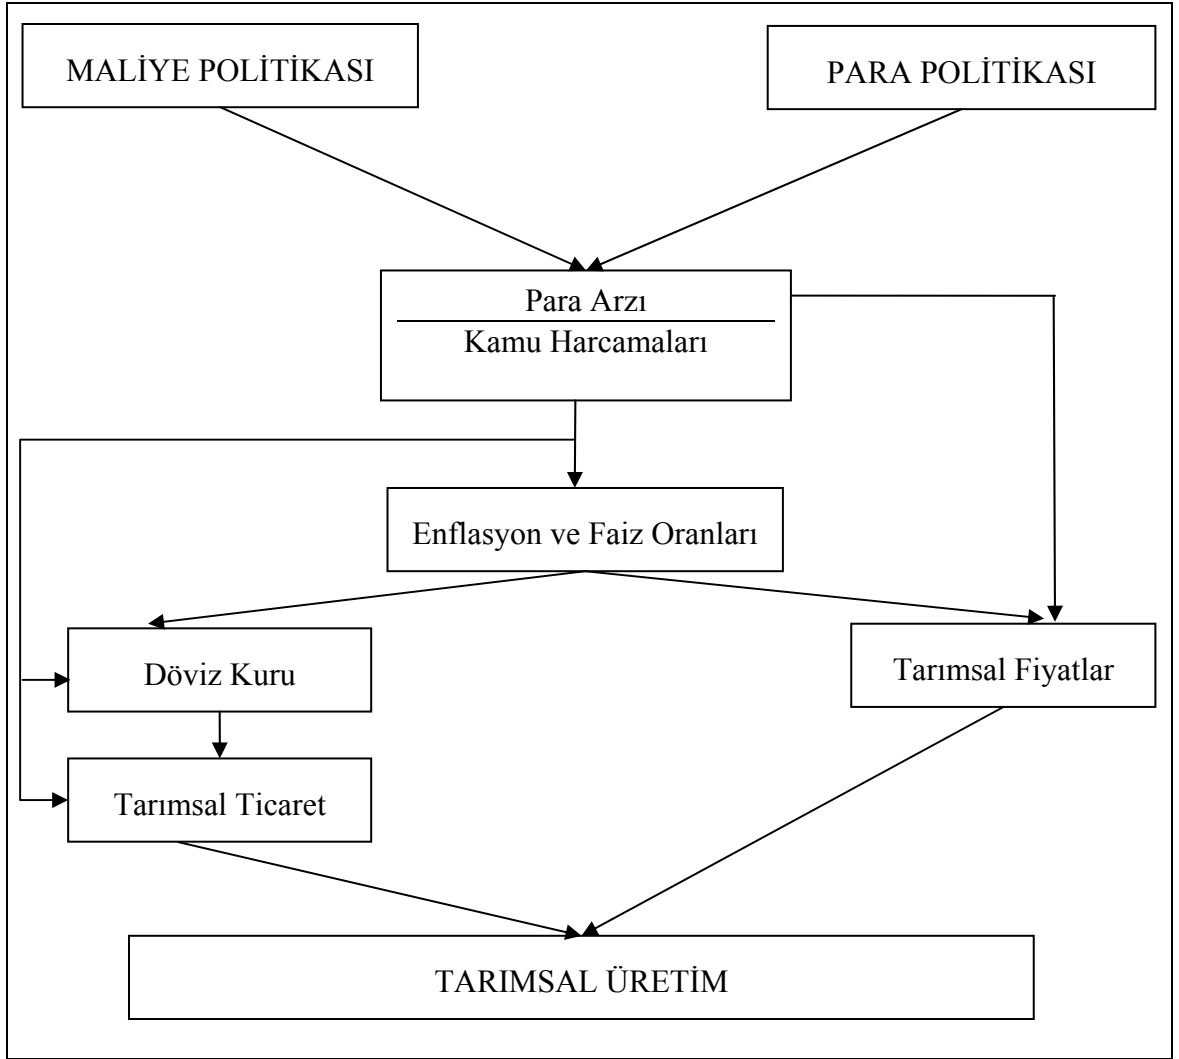 MALİYE POLİTİKASI
PARA POLİTİKASI
Para Arzı
Kamu Harcamaları
Enflasyon ve Faiz Oranları
Döviz Kuru
Tarımsal Fiyatlar
Tarımsal Ticaret
TARIMSAL ÜRETİM